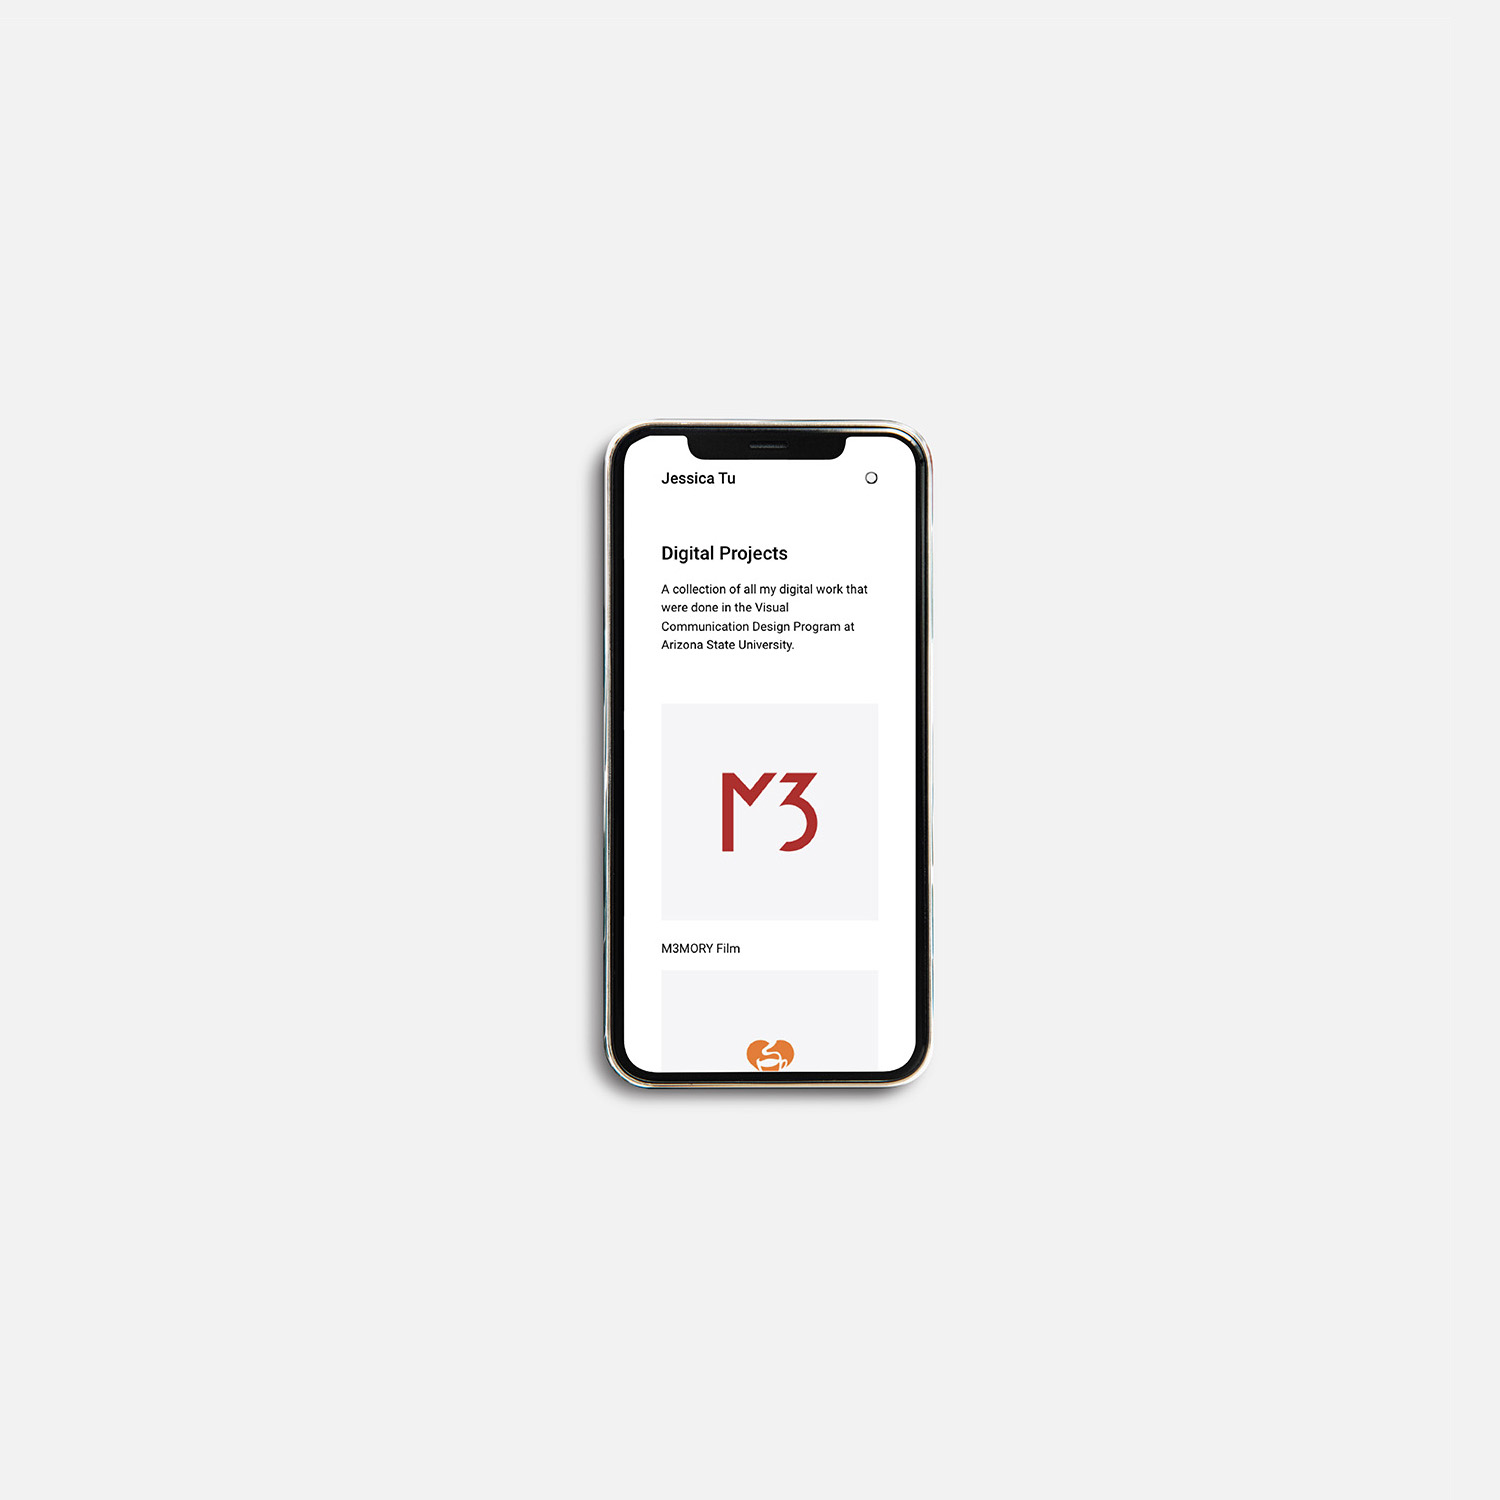 Jessica Tu
Digital Projects
A collection of all my digital work that
were done in the Visual
Communication Design Program at
Arizona State University.
M3
M3MORY Film